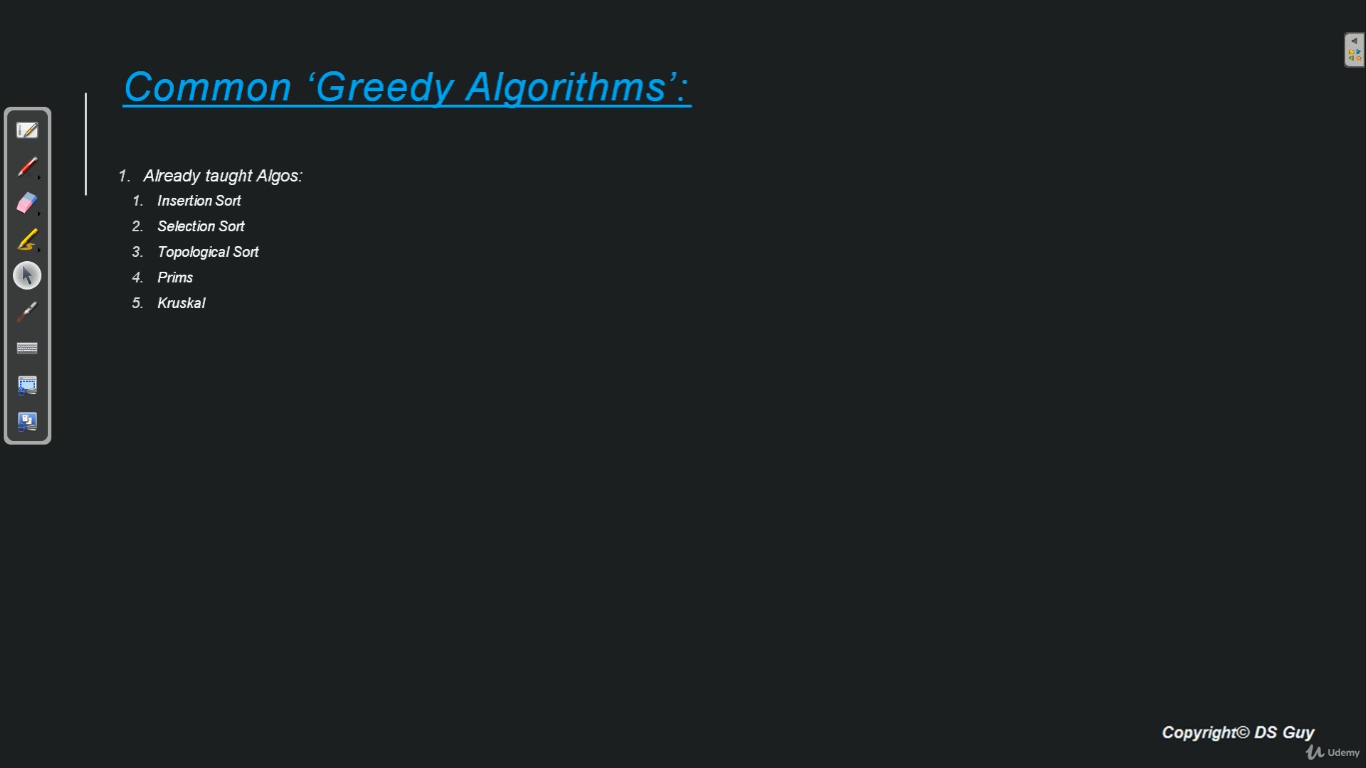 Common ‘Greedy Algorithms’:
1. Already taught Algos:
1. Insertion Sort
2. Selection Sort
3. Topological Sort
4. Prims
5. Kruskal
Copyright© DS Guy
Udemy